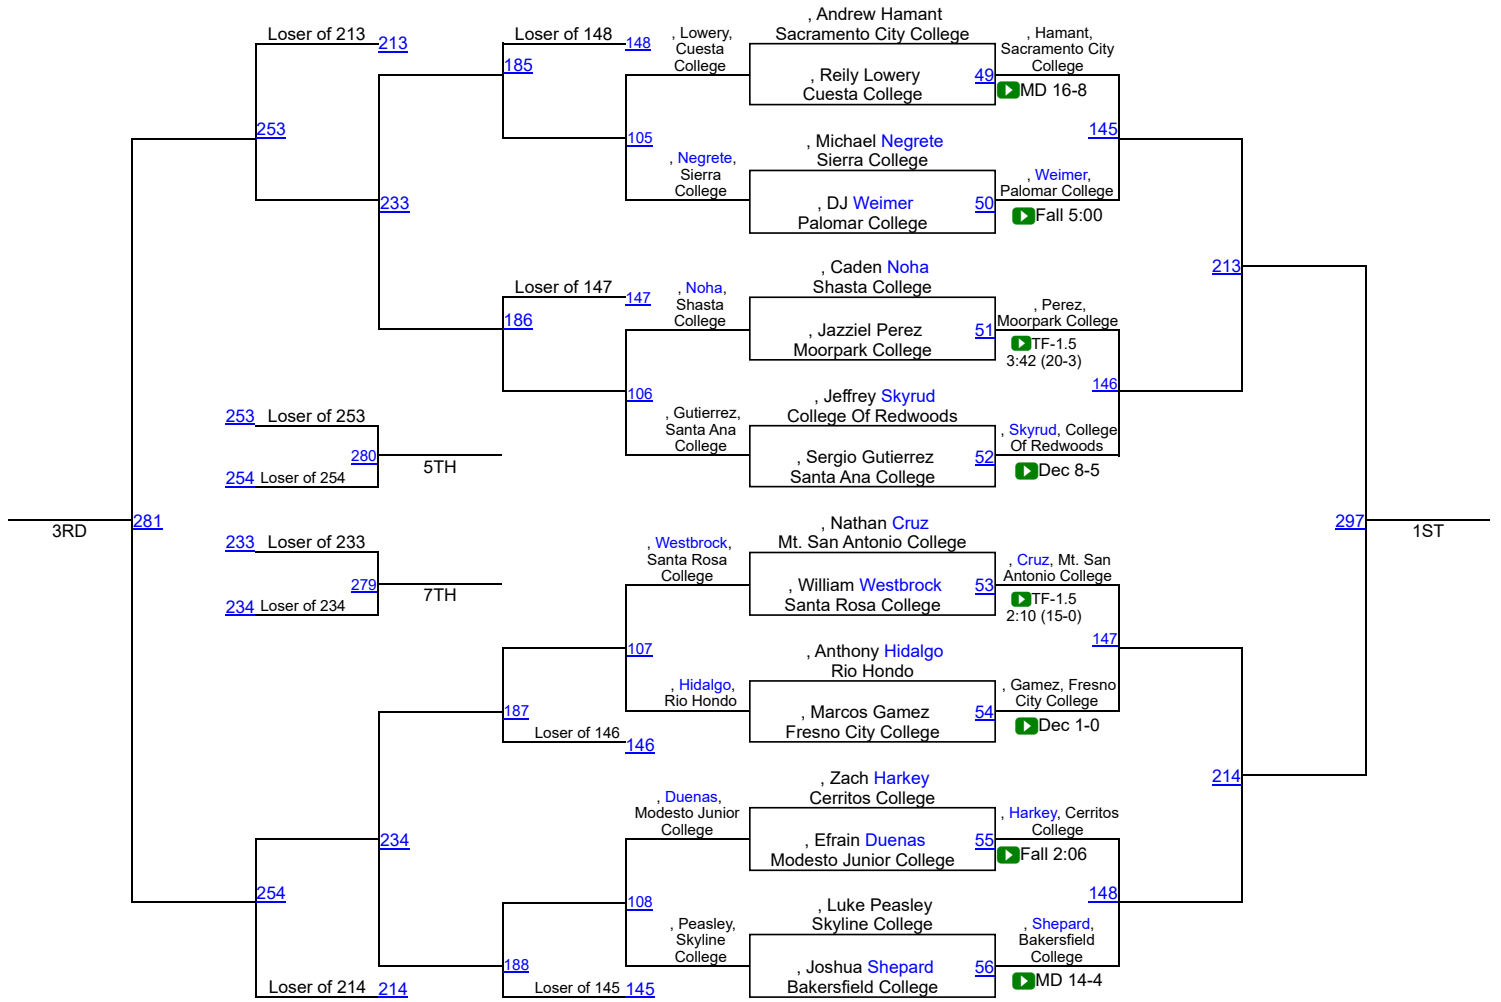 Loser of 213
213
Loser of 148
148
185
253
233
105
, Lowery,
Cuesta
College
, Andrew Hamant
Sacramento City College
, Reily Lowery
Cuesta College
49
, Hamant,
Sacramento City
College
MD 16-8
145
, Negrete,
Sierra
College
, Michael Negrete
Sierra College
, DJ Weimer
Palomar College
50
, Weimer,
Palomar College
Fall 5:00
213
Loser of 147
147
186
106
, Noha,
Shasta
College
, Caden Noha
Shasta College
, Jazziel Perez
Moorpark College
51
, Perez,
Moorpark College
TF-1.5
3:42 (20-3)
146
, Gutierrez,
Santa Ana
College
, Jeffrey Skyrud
College Of Redwoods
, Sergio Gutierrez
Santa Ana College
52
, Skyrud, College
Of Redwoods
Dec 8-5
253
Loser of 253
280
5TH
254
Loser of 254
3RD
281
297
1ST
233
Loser of 233
279
7TH
234
Loser of 234
, Westbrock,
Santa Rosa
College
, Nathan Cruz
Mt. San Antonio College
, William Westbrock
Santa Rosa College
53
, Cruz, Mt. San
Antonio College
TF-1.5
2:10 (15-0)
147
107
, Hidalgo,
Rio Hondo
, Anthony Hidalgo
Rio Hondo
, Marcos Gamez
Fresno City College
54
, Gamez, Fresno
City College
Dec 1-0
187
Loser of 146
146
214
234
254
, Duenas,
Modesto Junior
College
, Zach Harkey
Cerritos College
, Efrain Duenas
Modesto Junior College
55
, Harkey, Cerritos
College
Fall 2:06
148
108
, Peasley,
Skyline
College
, Luke Peasley
Skyline College
, Joshua Shepard
Bakersfield College
56
, Shepard,
Bakersfield
College
MD 14-4
188
Loser of 214
214
Loser of 145
145